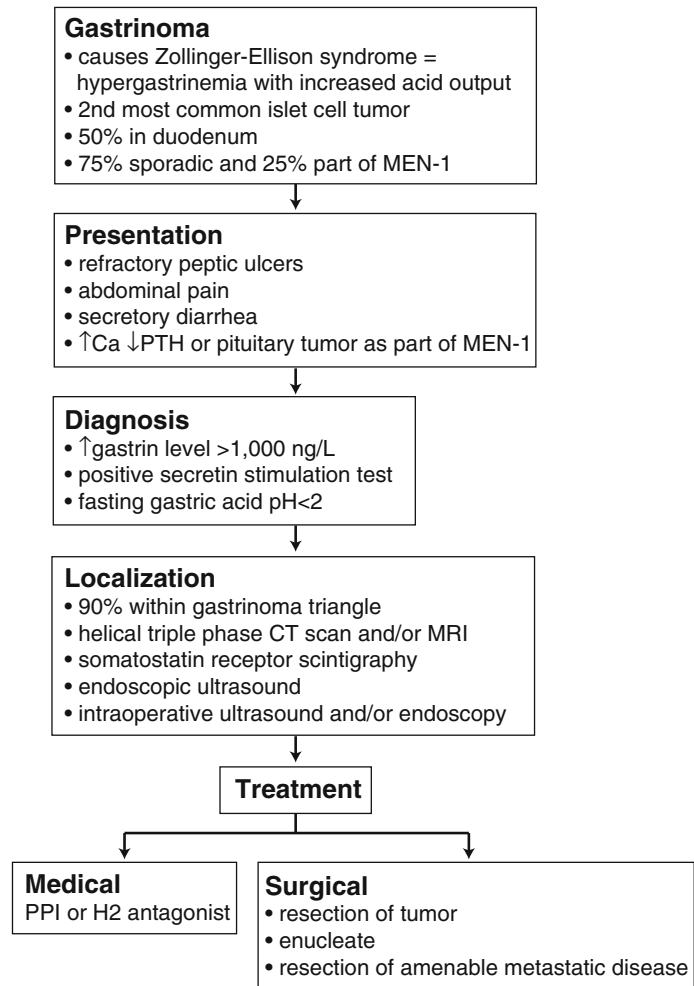 Gastrinoma
• causes Zollinger-Ellison syndrome =
hypergastrinemia with increased acid output
• 2nd most common islet cell tumor
• 50% in duodenum
• 75% sporadic and 25% part of MEN-1
Presentation
• refractory peptic ulcers
• abdominal pain
• secretory diarrhea
• ↑Ca ↓PTH or pituitary tumor as part of MEN-1
Diagnosis
• ↑gastrin level >1,000 ng/L
• positive secretin stimulation test
• fasting gastric acid pH<2
Localization
• 90% within gastrinoma triangle
• helical triple phase CT scan and/or MRI
• somatostatin receptor scintigraphy
• endoscopic ultrasound
• intraoperative ultrasound and/or endoscopy
Treatment
Medical
PPI or H2 antagonist
Surgical
• resection of tumor
• enucleate
• resection of amenable metastatic disease